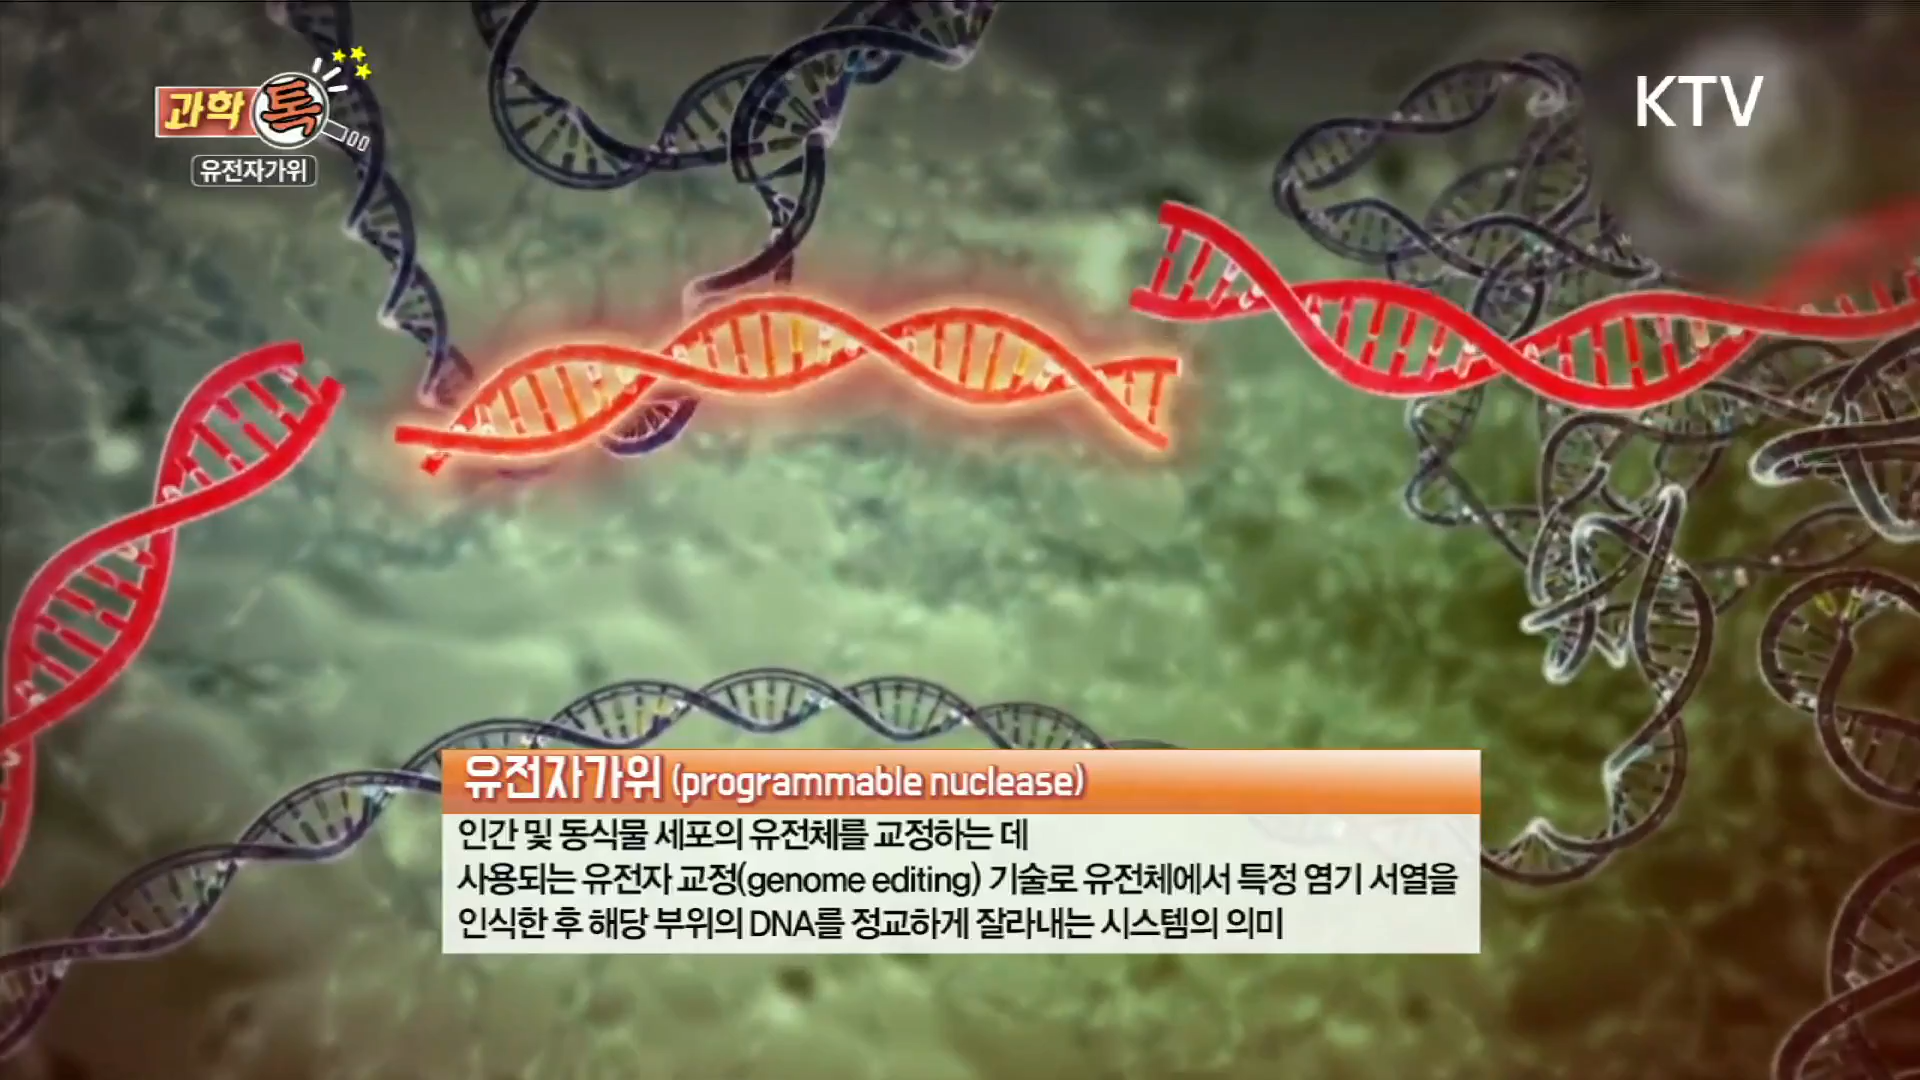 과학톡
유전자가위
KTV
유전자가위 (programmable nuclease)
인간 및 동식물 세포의 유전체를 교정하는 데
사용되는 유전자 교정(genome editing) 기술로 유전체에서 특정 염기 서열을
인식한 후 해당 부위의 DNA를 정교하게 잘라내는 시스템의 의미